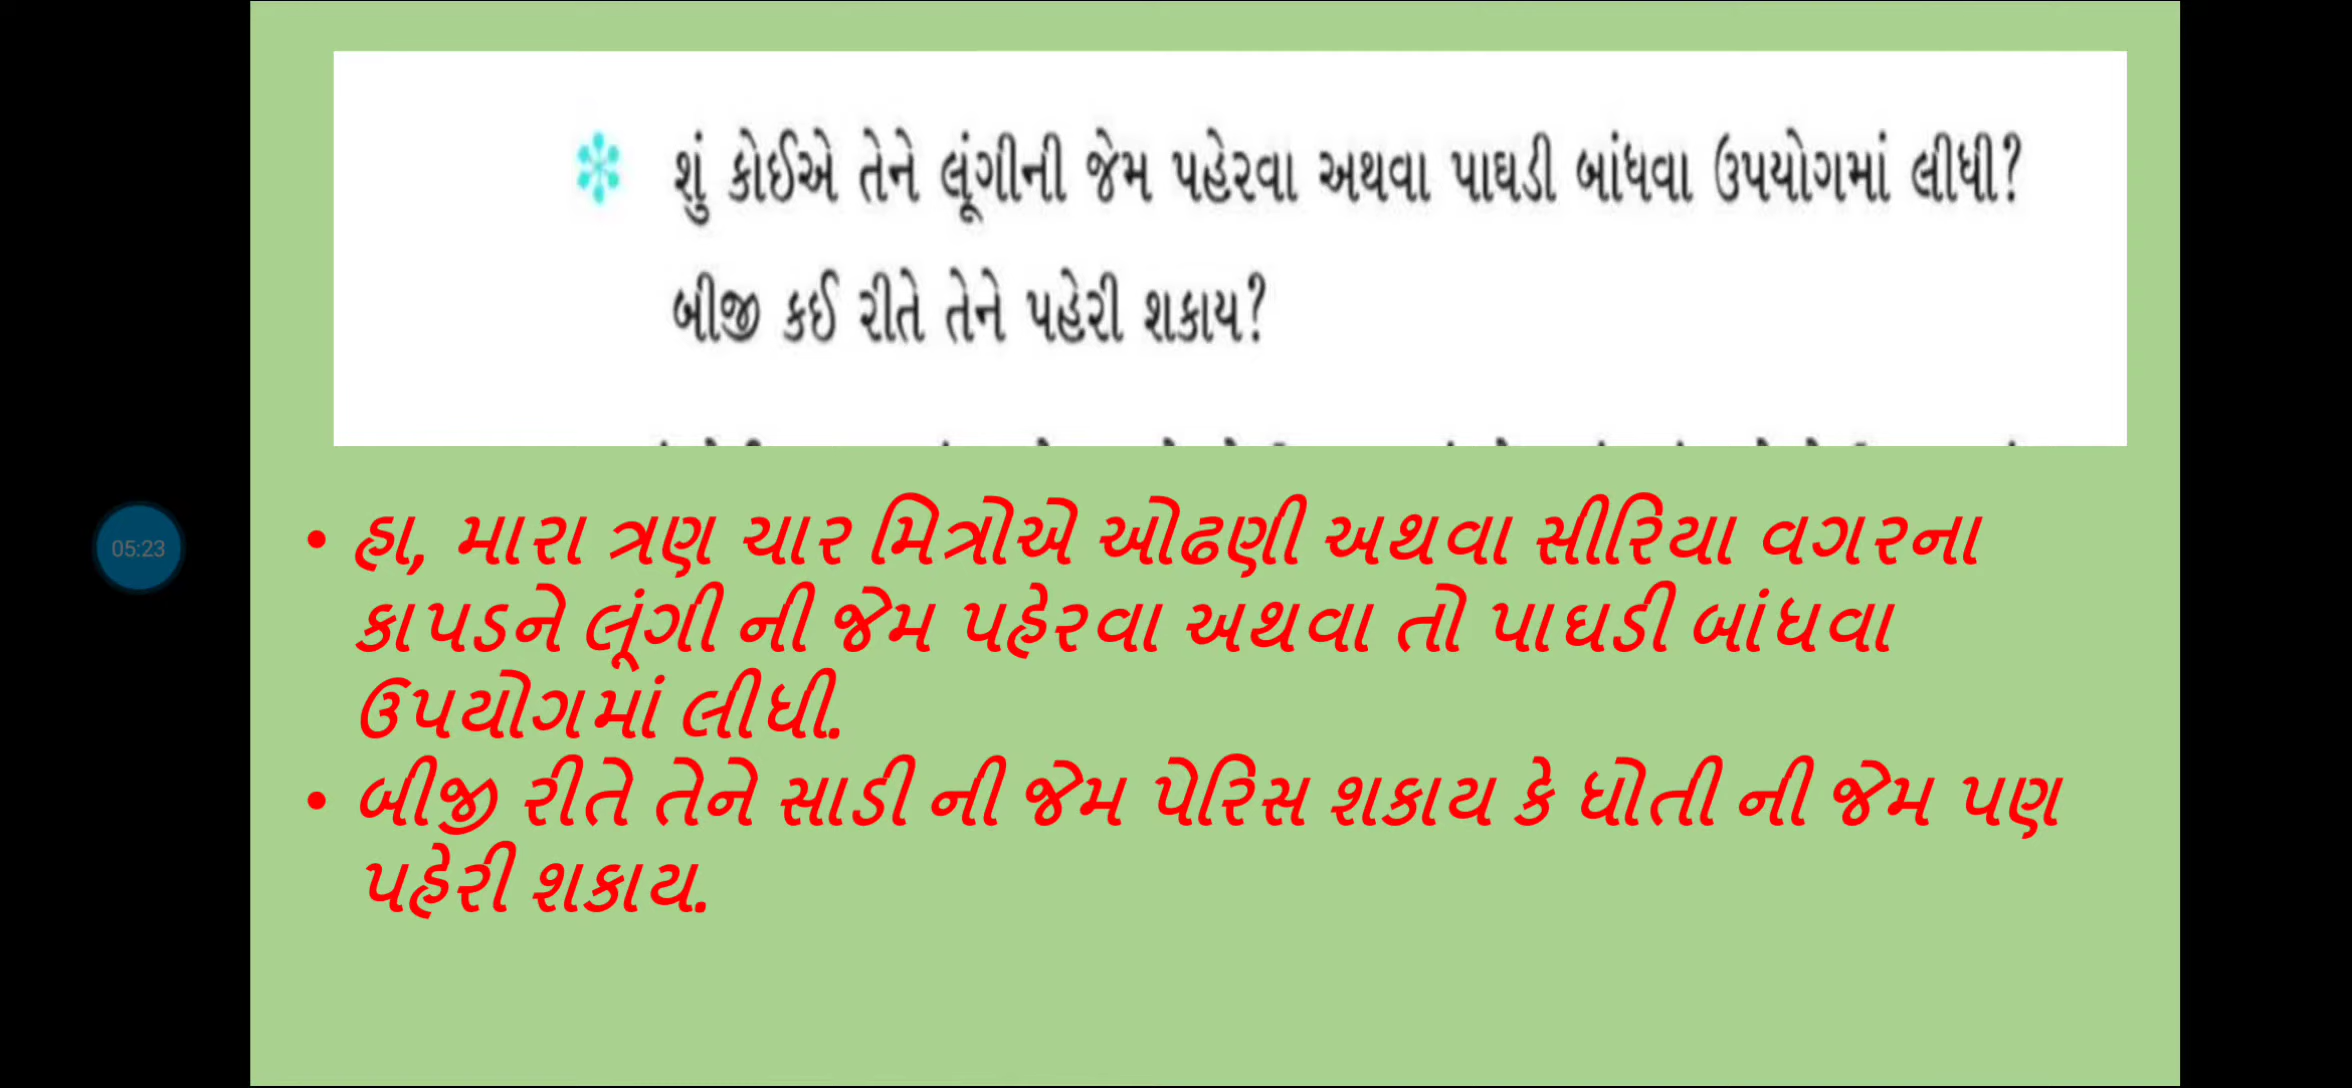 શું કોઈએ તેને લૂંગીની જેમ પહેરવા અથવા પાઘડી બાંધવા ઉપયોગમાં લીધી?
બીજી કઈ રીતે તેને પહેરી શકાય?
05:23
• હા, મારા ત્રણ ચાર મિત્રોએ ઓઢણી અથવા સીરિયા વગરના
કાપડને લૂંગી ની જેમ પહેરવા અથવા તો પાઘડી બાંધવા
ઉપયોગમાં લીધી.
• બીજી રીતે તેને સાડી ની જેમ પેરિસ શકાય કે ધોતી ની જેમ પણ
પહેરી શકાય.